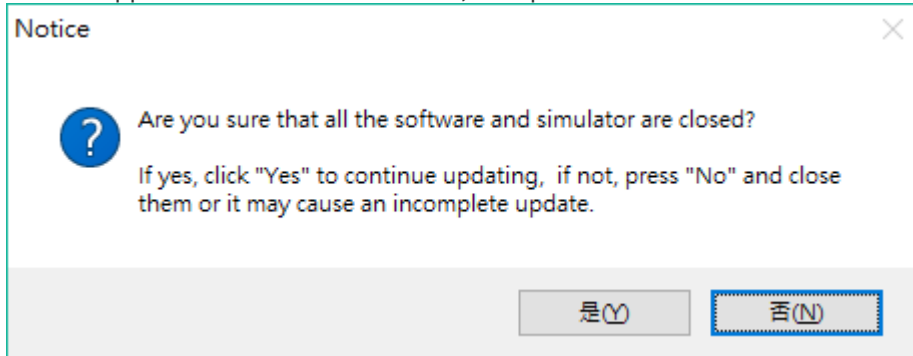 Notice
Are you sure that all the software and simulator are closed?
If yes, click "Yes" to continue updating, if not, press "No" and close
them or it may cause an incomplete update.
是(Y)
否(N)